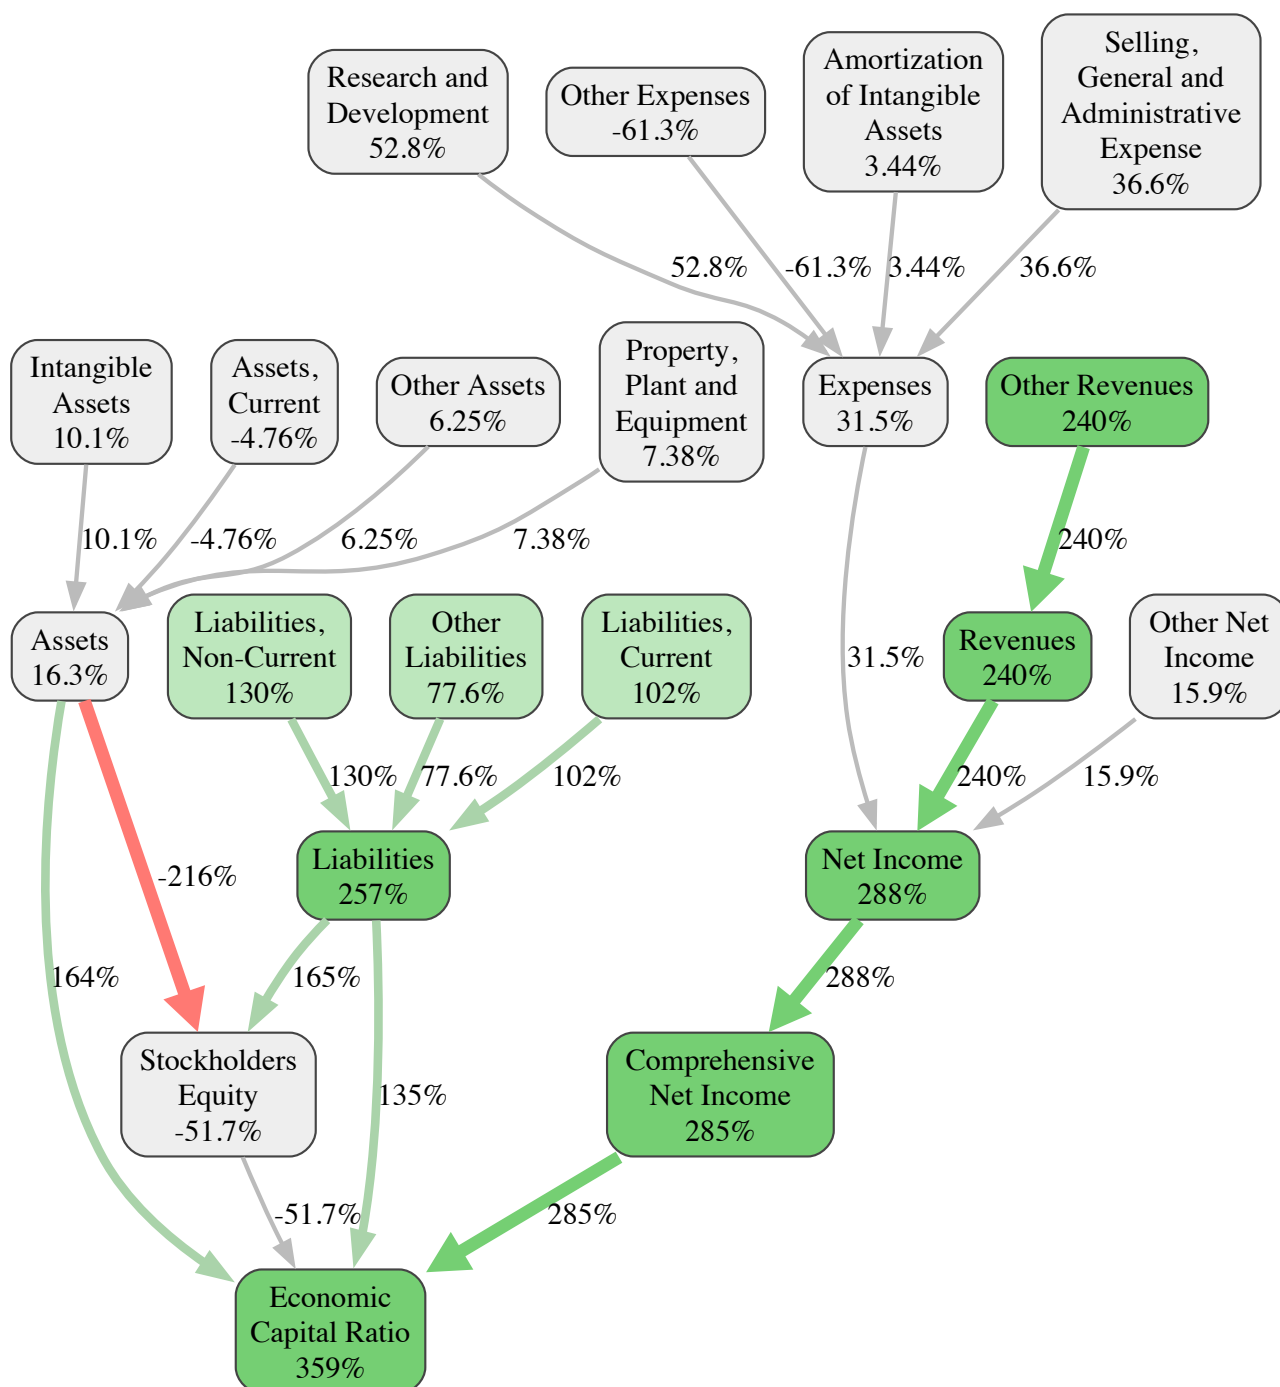 Selling,
General and
Administrative
Expense
36.6%
Amortization
of Intangible
Assets
3.44%
Research and
Development
52.8%
Other Expenses
-61.3%
52.8%
-61.3%
3.44%
36.6%
Intangible
Assets
10.1%
Assets,
Current
-4.76%
Other Assets
6.25%
Property,
Plant and
Equipment
7.38%
Expenses
31.5%
Other Revenues
240%
10.1%
-4.76%
6.25%
7.38%
240%
Assets
16.3%
Liabilities,
Non-Current
130%
Other
Liabilities
77.6%
Liabilities,
Current
102%
31.5%
Revenues
240%
Other Net
Income
15.9%
130%
77.6%
102%
240%
15.9%
-216%
Liabilities
257%
Net Income
288%
164%
165%
288%
Stockholders
Equity
-51.7%
135%
Comprehensive
Net Income
285%
-51.7%
285%
Economic
Capital Ratio
359%